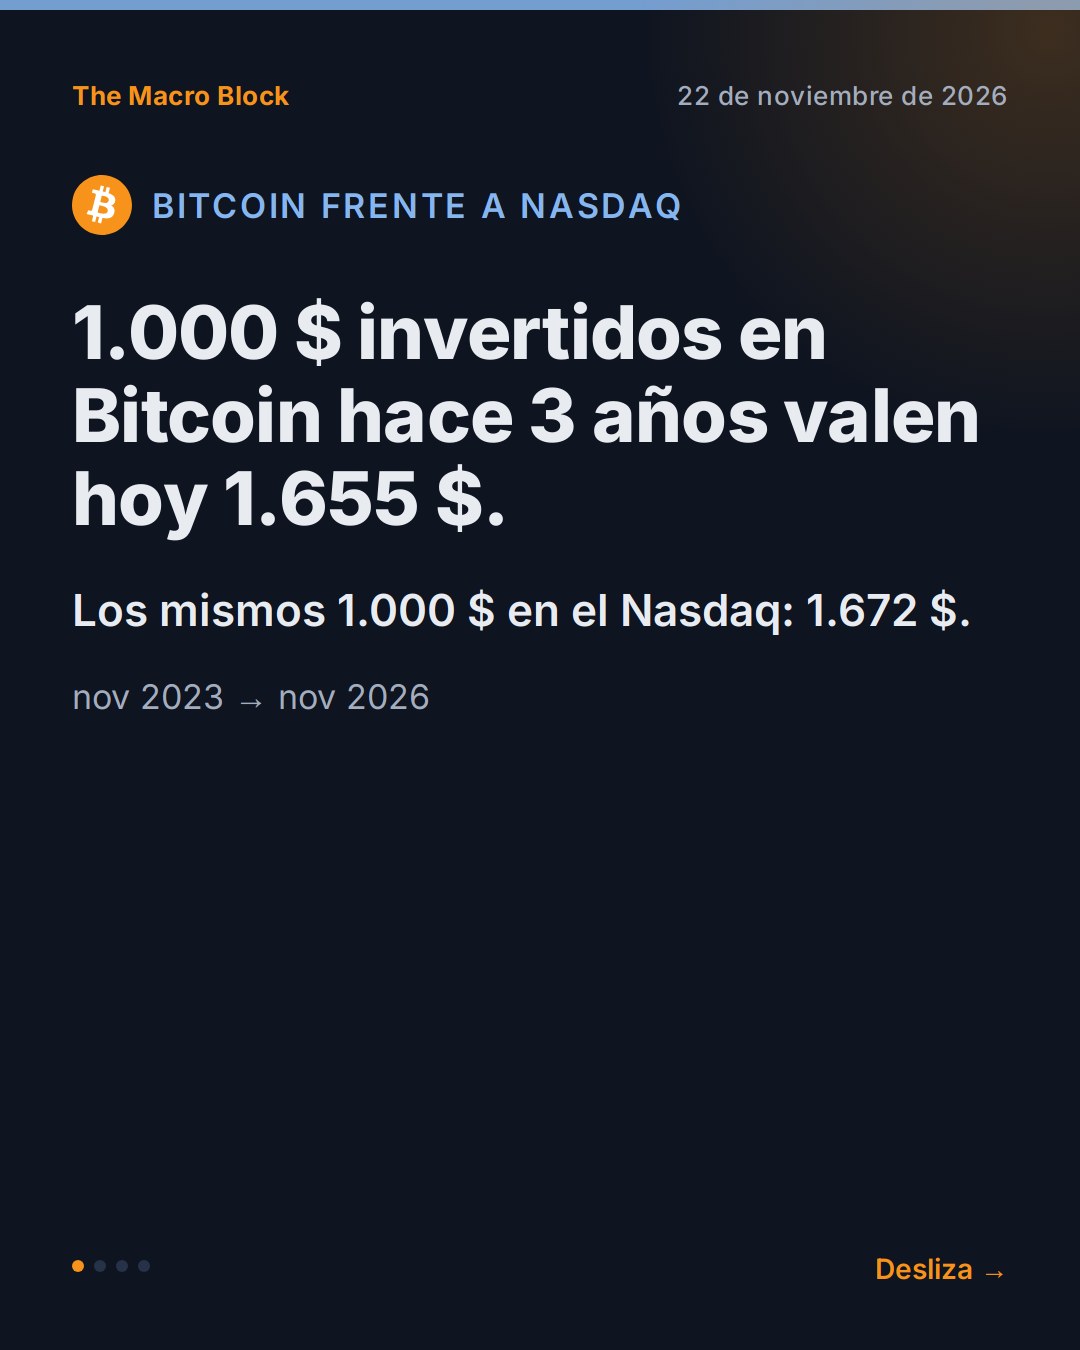 The Macro Block
22 de noviembre de 2026
BITCOIN FRENTE A NASDAQ
1.000 $ invertidos en
Bitcoin hace 3 años valen
hoy 1.655 $.
Los mismos 1.000 $ en el Nasdaq: 1.672 $.
nov 2023 → nov 2026
Desliza →